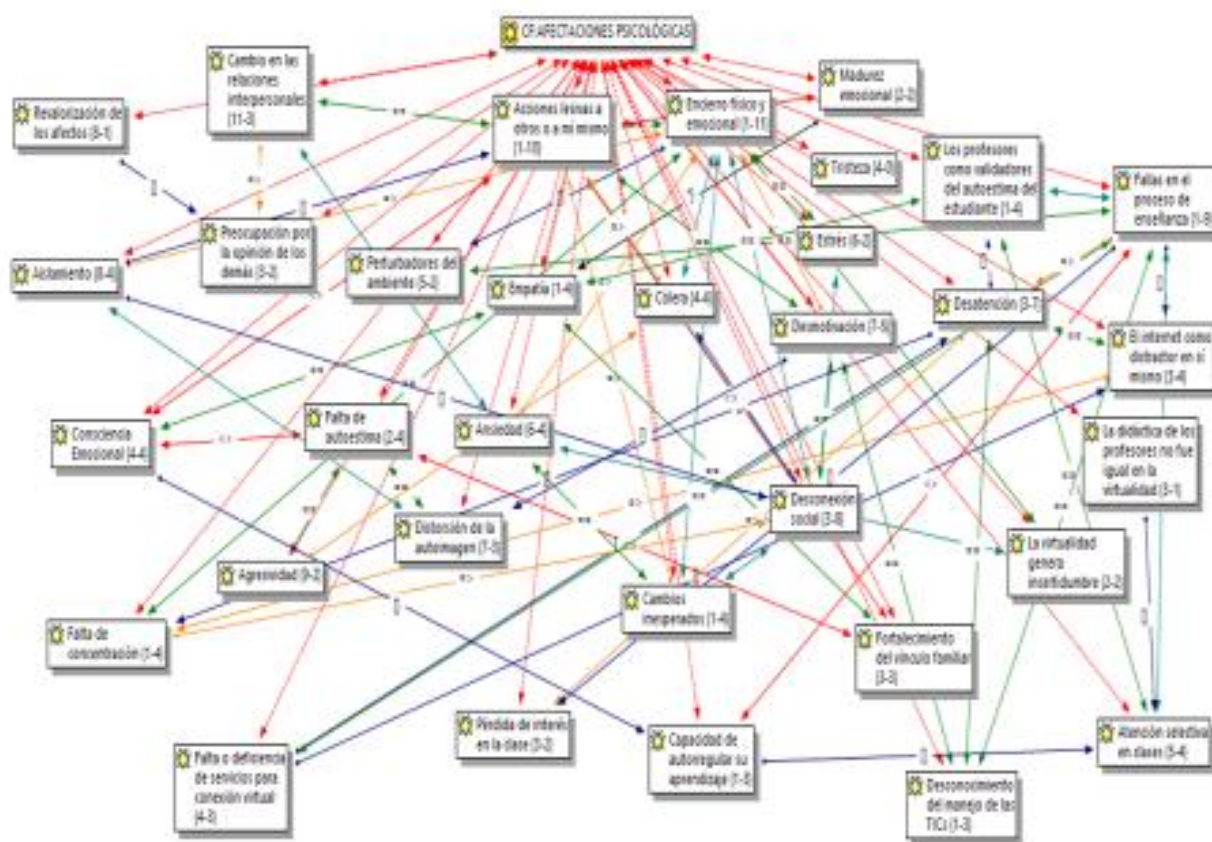 CF:AFECTACIONES PSICOLÓGICAS
Cambio en las
relaciones
interpersonales
(11-3)
Madurez
emocional (2-2)
Revalorización de
los afectos (3-1)
Acciones lesivas a
otros o a mí mismo
(1-10)
Encierro físico y
emocional (1-11)
Tristeza (4-0)
Los profesores
como validadores
del autoestima del
estudiante (1-4)
Fallas en el
proceso de
enseñanza (1-9)
Preocupación por
la opinión de los
demás (3-2)
Aislamiento (8-4)
Perturbadores del
ambiente (5-2)
Empatía (1-4)
Colera (4-4)
Estrés (6-2)
Desatención (3-7)
Desmotivación (7-5)
El internet como
distractor en sí
mismo (3-4)
Consciencia
Emocional (4-4)
Falta de
autoestima (2-4)
Ansiedad (6-4)
La didáctica de los
profesores no fue
igual en la
virtualidad (3-1)
Distorsión de la
autoimagen (7-3)
Desconexión
social (3-8)
La virtualidad
genera
insertidumbre (2-2)
Agresividad (9-2)
Falta de
concentración (1-4)
Cambios
inesperados (1-6)
Fortalecimiento
del vínculo familiar
(3-3)
Falta o deficiencia
de servicios para
conexión virtual
(4-3)
Pérdida de interés
en la clase (3-2)
Capacidad de
autorregular su
aprendizaje (1-3)
Atención selectiva
en clases (5-4)
Desconocimiento
del manejo de las
TICs (1-3)